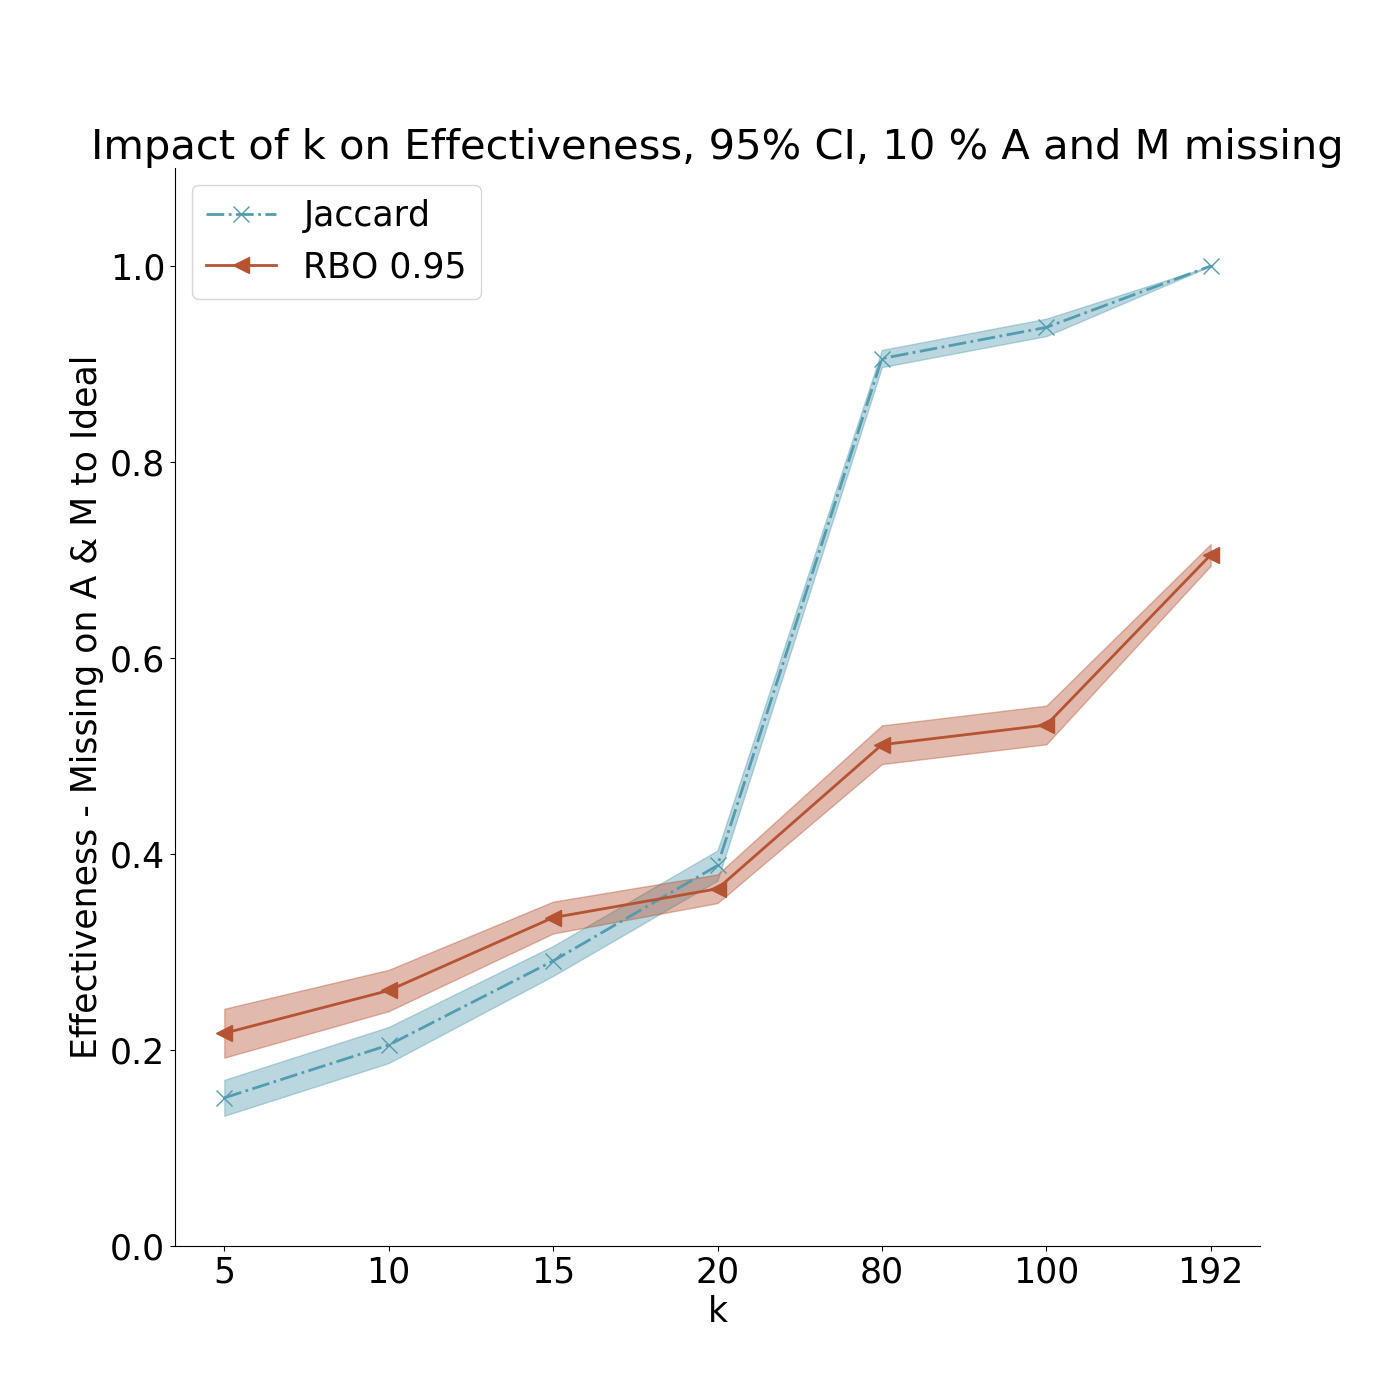 Impact of k on Effectiveness, 95% CI, 10 % A and M missing
Jaccard
RBO 0.95
Effectiveness - Missing on A & M to Ideal
1.0
0.8
0.6
0.4
0.2
0.0
5 10 15 20 80 100 192
k